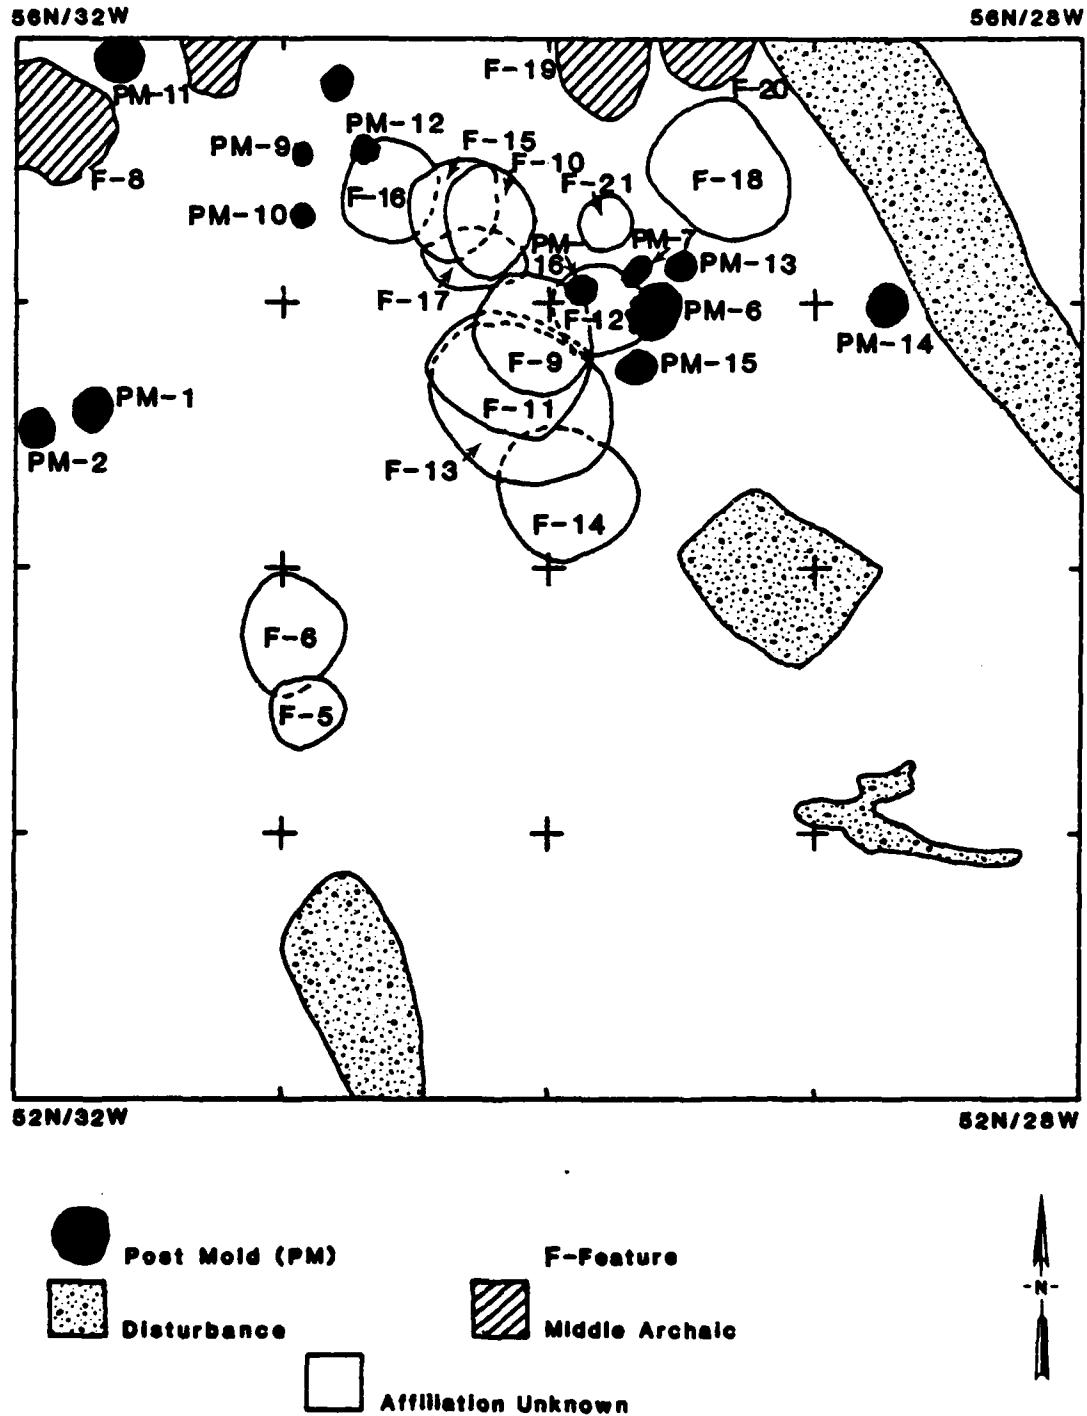 56N/32W 56N/28W
F-19
F-20
PM-11
PM-12
F-15
PM-9
F-10
F-8
F-21
F-18
F-16
PM-10
PM-7
PM-
16
PM-13
F-17
F-12
PM-6
PM-14
F-9
PM-15
PM-1
F-11
PM-2
F-13
F-14
F-6
F-5
52N/32W 52N/28W
Post Mold (PM) F-Feature
-N-
Disturbance Middle Archaic
Affiliation Unknown